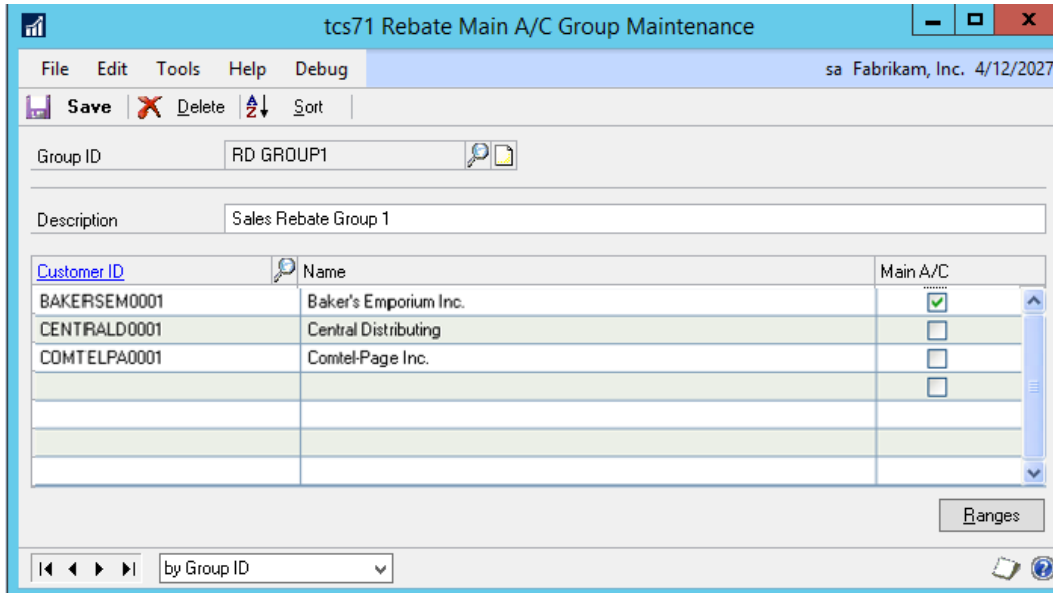 tcs71 Rebate Main A/C Group Maintenance
File Edit Tools Help Debug sa Fabrikam, Inc. 4/12/2027
Save Delete Sort
Group ID RD GROUP1
Description Sales Rebate Group 1
Customer ID Name Main A/C
BAKERSEM0001 Baker's Emporium Inc.
CENTRALD0001 Central Distributing
COMTELPA0001 Comtel-Page Inc.
Ranges
by Group ID